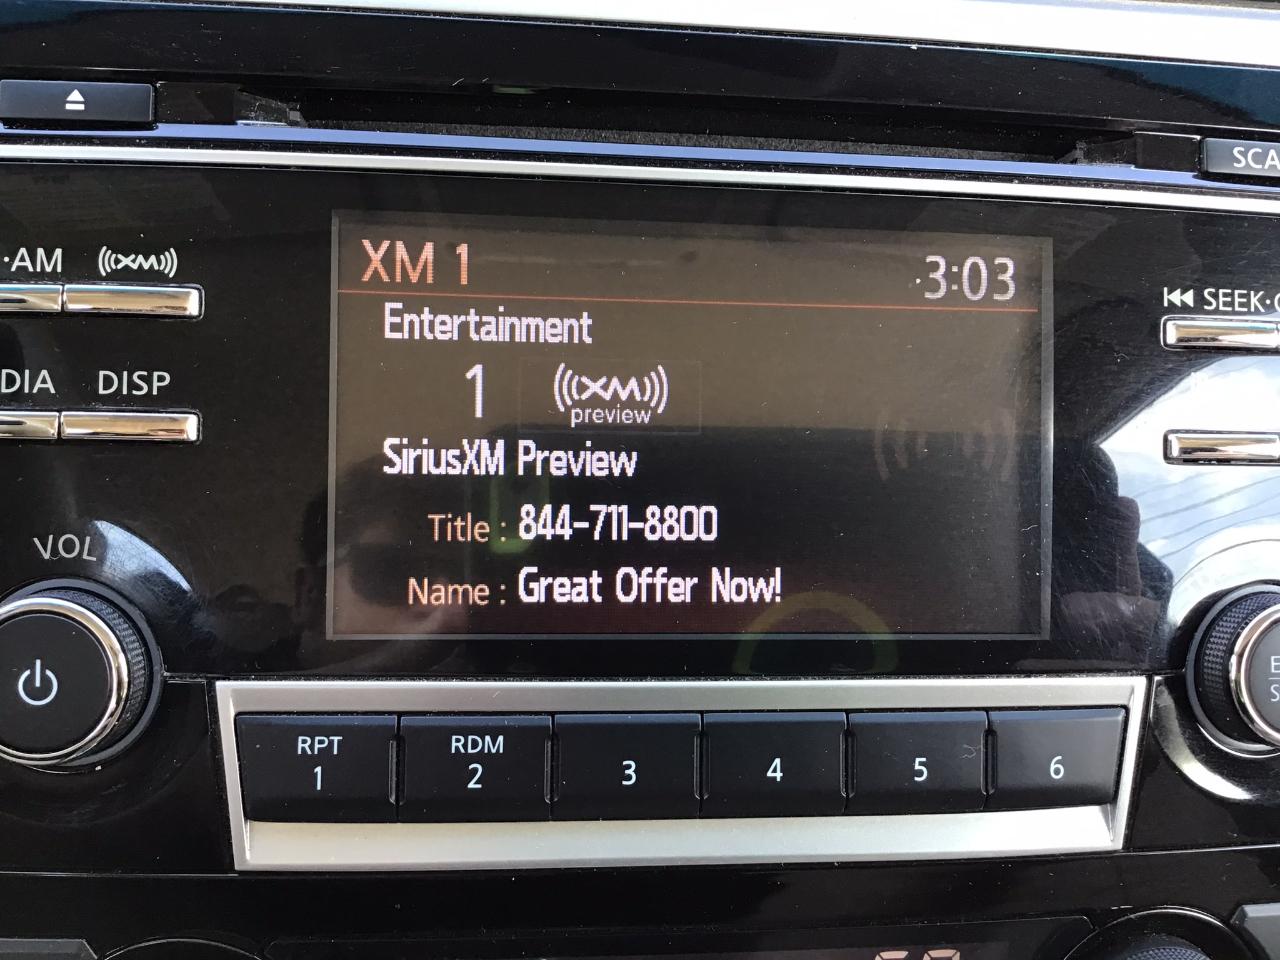 SCA
·AM
((XM))
XM 1
3:03
SEEK·C
Entertainment
DIA
DISP
1
((XM))
preview
SiriusXM Preview
Title : 844-711-8800
VOL
Name : Great Offer Now!
E
S
RPT
1
RDM
2
3
4
5
6